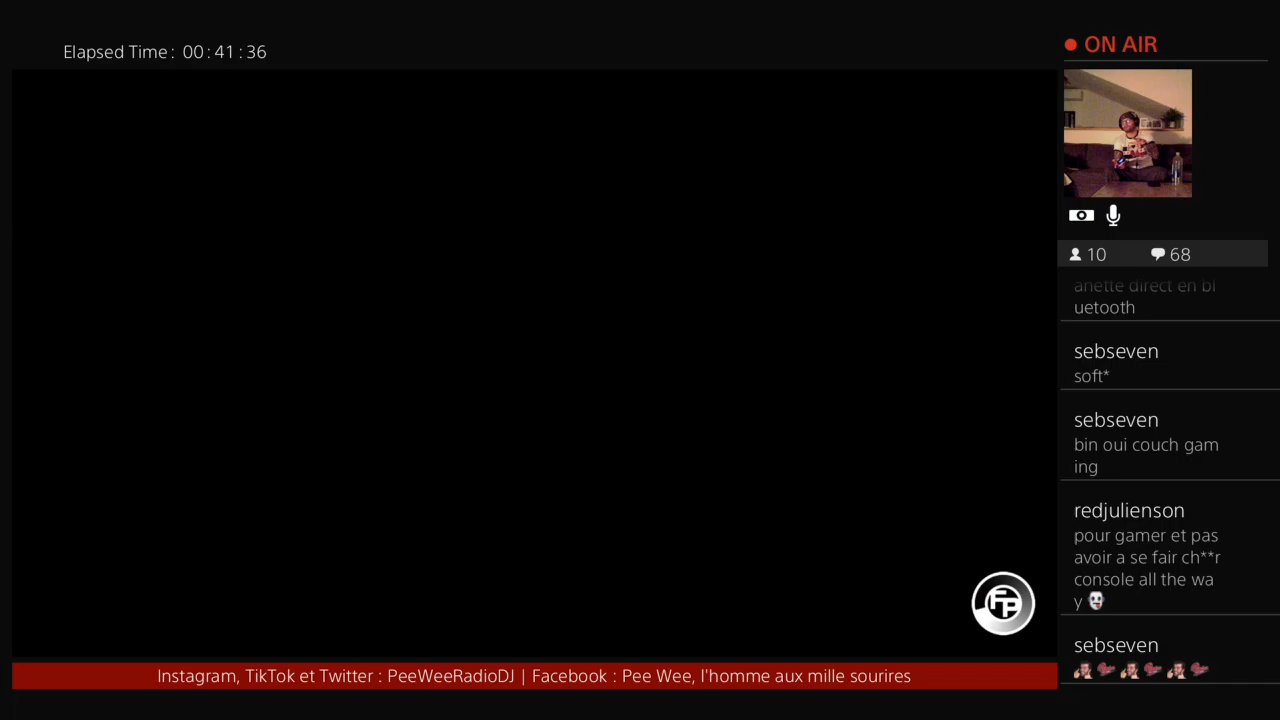 Elapsed Time: 00:41:36
ON AIR
10 68
anette direct en bl
uetooth
sebseven
soft*
sebseven
bin oui couch gam
ing
redjulienson
pour gamer et pas
avoir a se fair ch**r
console all the wa
y
sebseven
FP
Instagram, TikTok et Twitter : PeeWeeRadioDJ | Facebook : Pee Wee, l'homme aux mille sourires